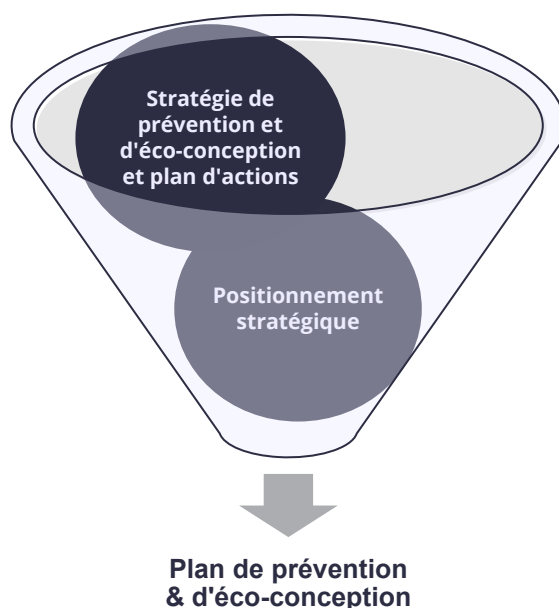 Stratégie de
prévention et
d'éco-conception
et plan d'actions
Positionnement
stratégique
Plan de prévention
& d'éco-conception